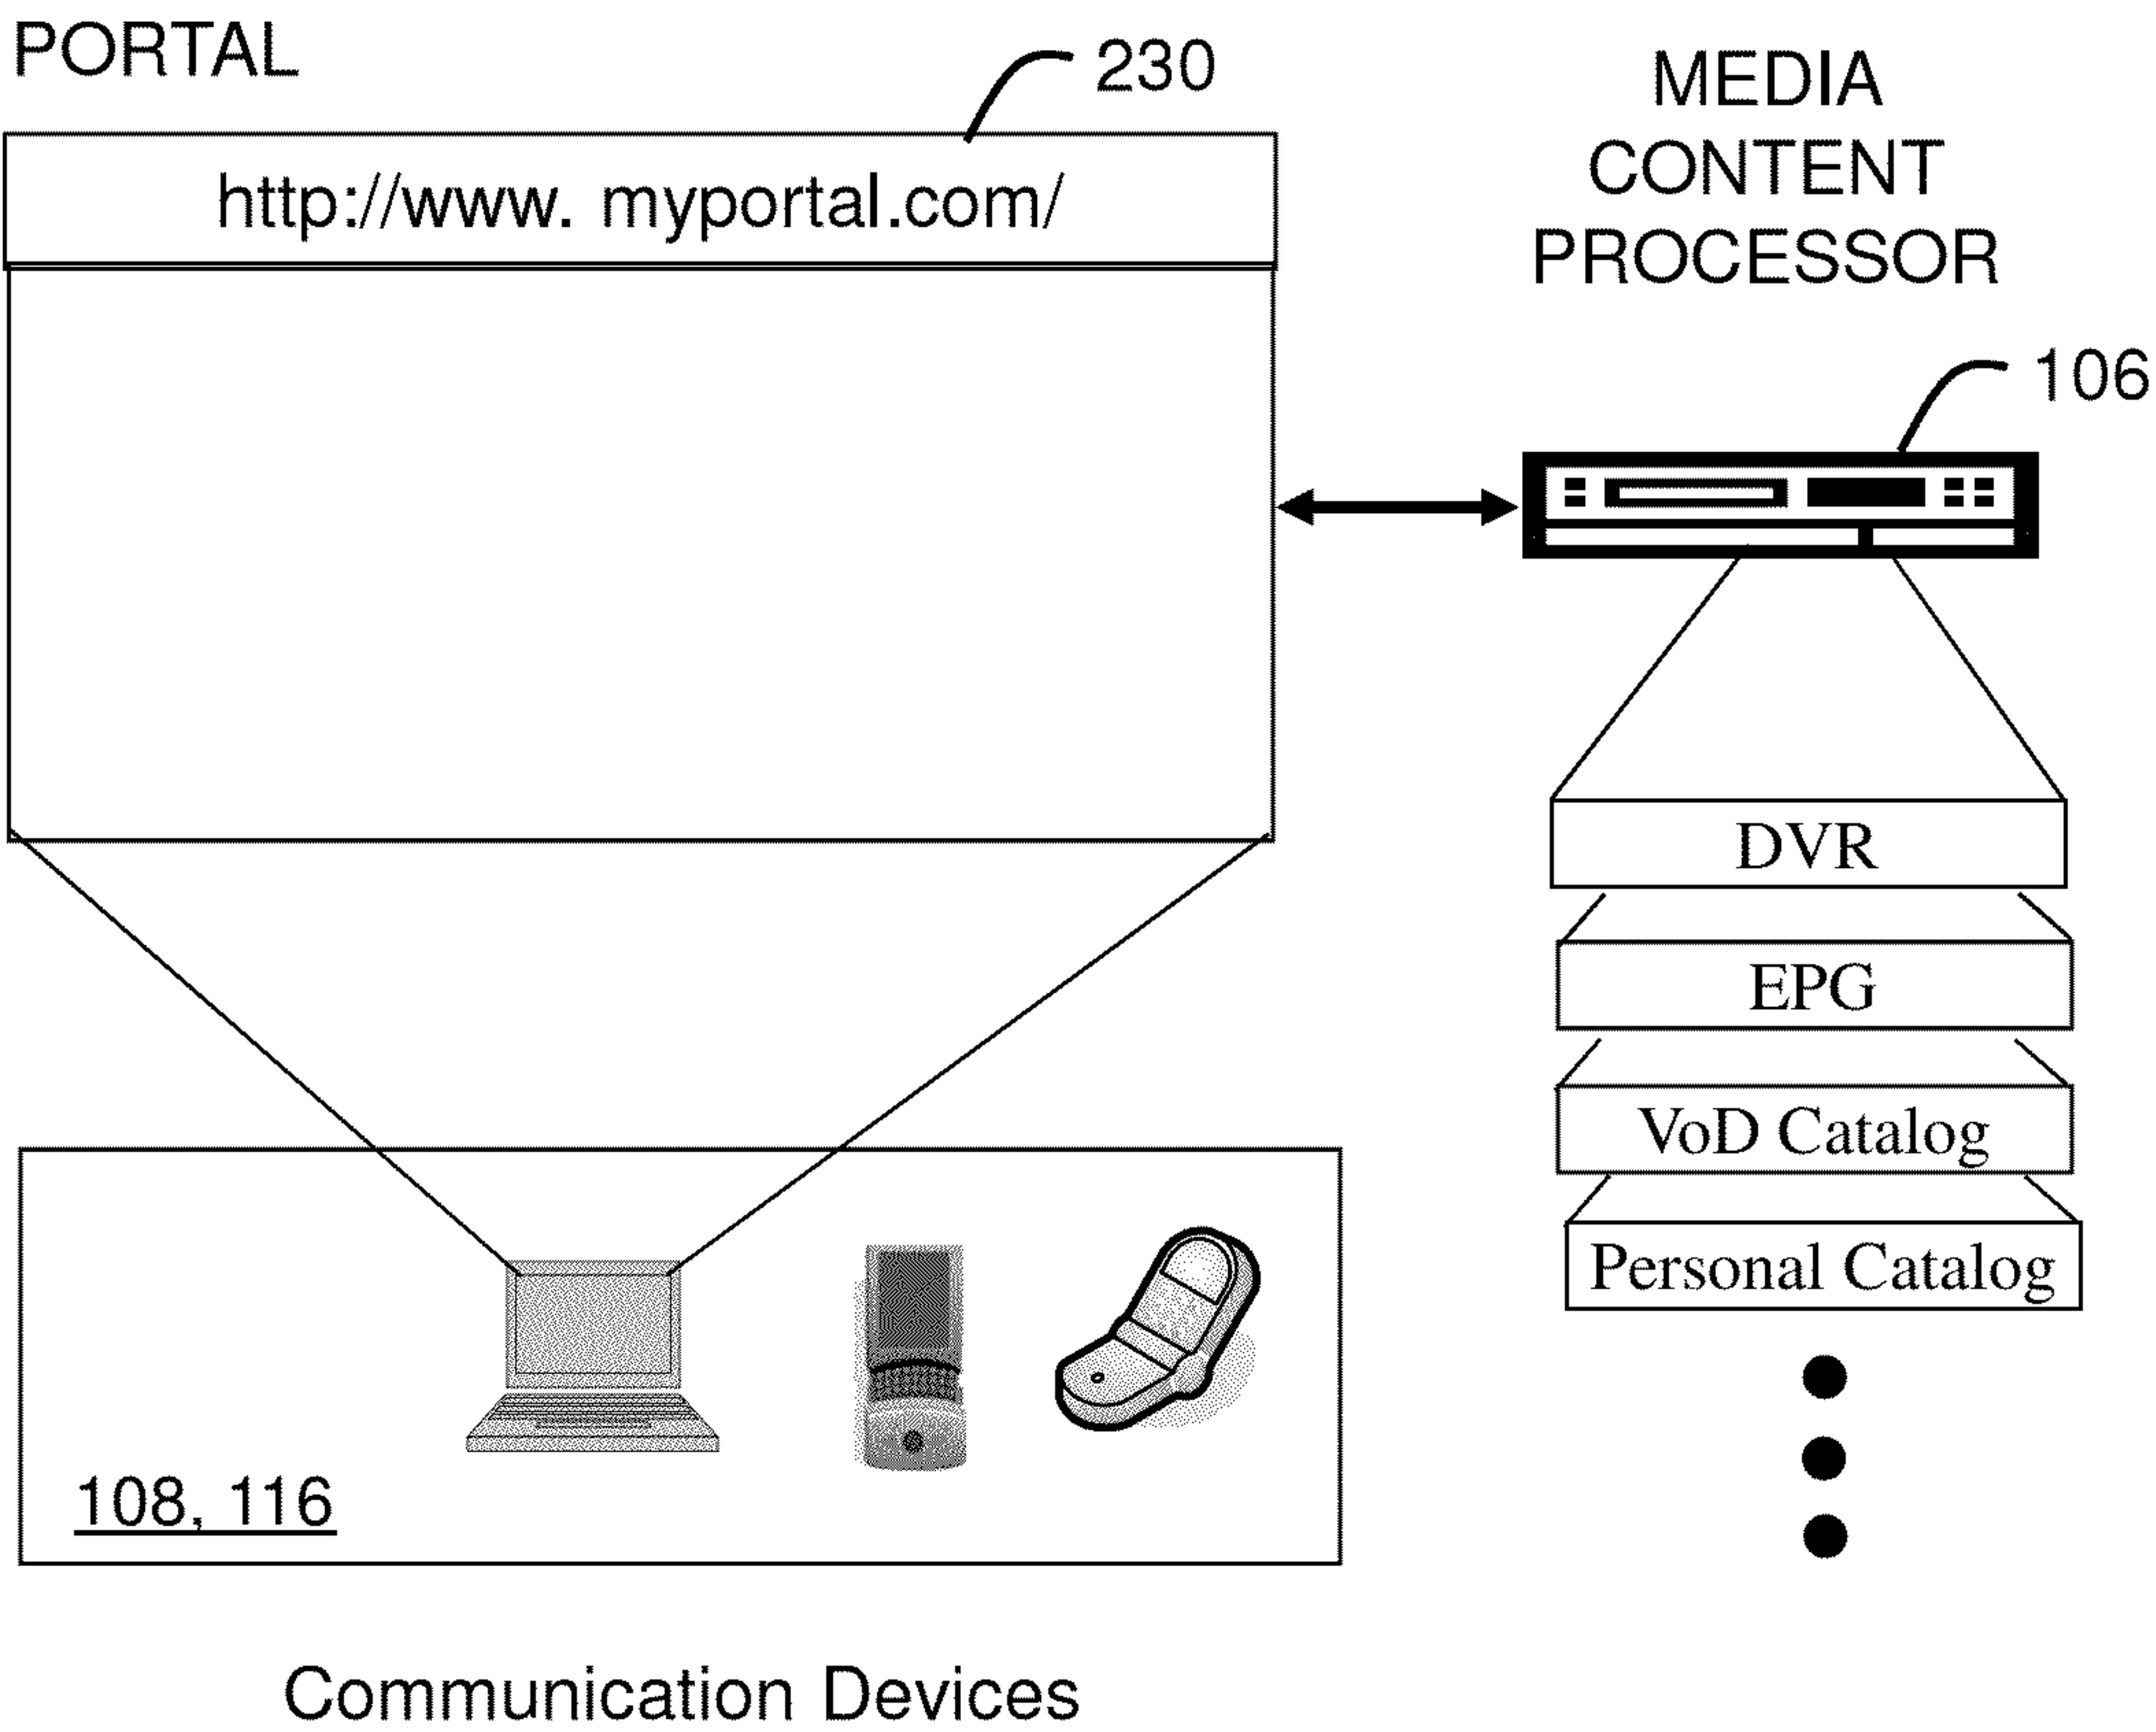 PORTAL
230
http://www. myportal.com/
MEDIA
CONTENT
PROCESSOR
106
DVR
EPG
VoD Catalog
Personal Catalog
108, 116
Communication Devices